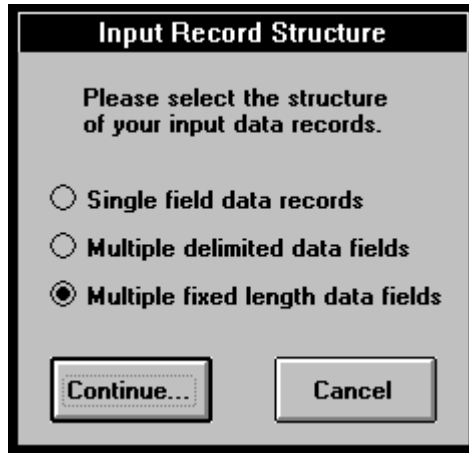 Input Record Structure
Please select the structure
of your input data records.
Single field data records
Multiple delimited data fields
Multiple fixed length data fields
Continue... Cancel